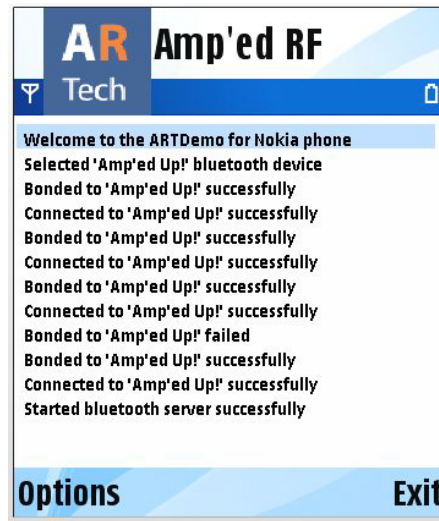 AR Tech
Amp'ed RF
Welcome to the ARTDemo for Nokia phone
Selected 'Amp'ed Up!' bluetooth device
Bonded to 'Amp'ed Up!' successfully
Connected to 'Amp'ed Up!' successfully
Bonded to 'Amp'ed Up!' successfully
Connected to 'Amp'ed Up!' successfully
Bonded to 'Amp'ed Up!' successfully
Connected to 'Amp'ed Up!' successfully
Bonded to 'Amp'ed Up!' failed
Bonded to 'Amp'ed Up!' successfully
Connected to 'Amp'ed Up!' successfully
Started bluetooth server successfully
Options
Exit